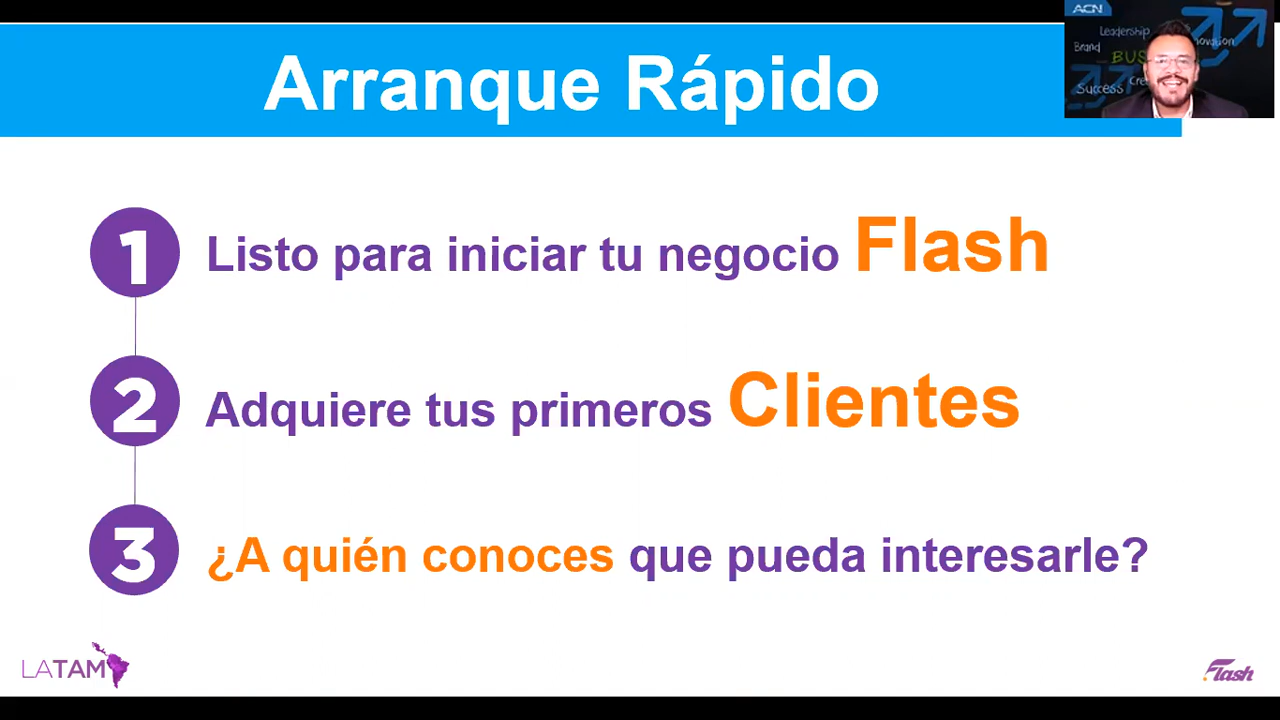 Arranque Rápido
ACN
Leadership
Brand
BUS
Success
1 Listo para iniciar tu negocio Flash
2 Adquiere tus primeros Clientes
3 ¿A quién conoces que pueda interesarle?
LATAM
Flash